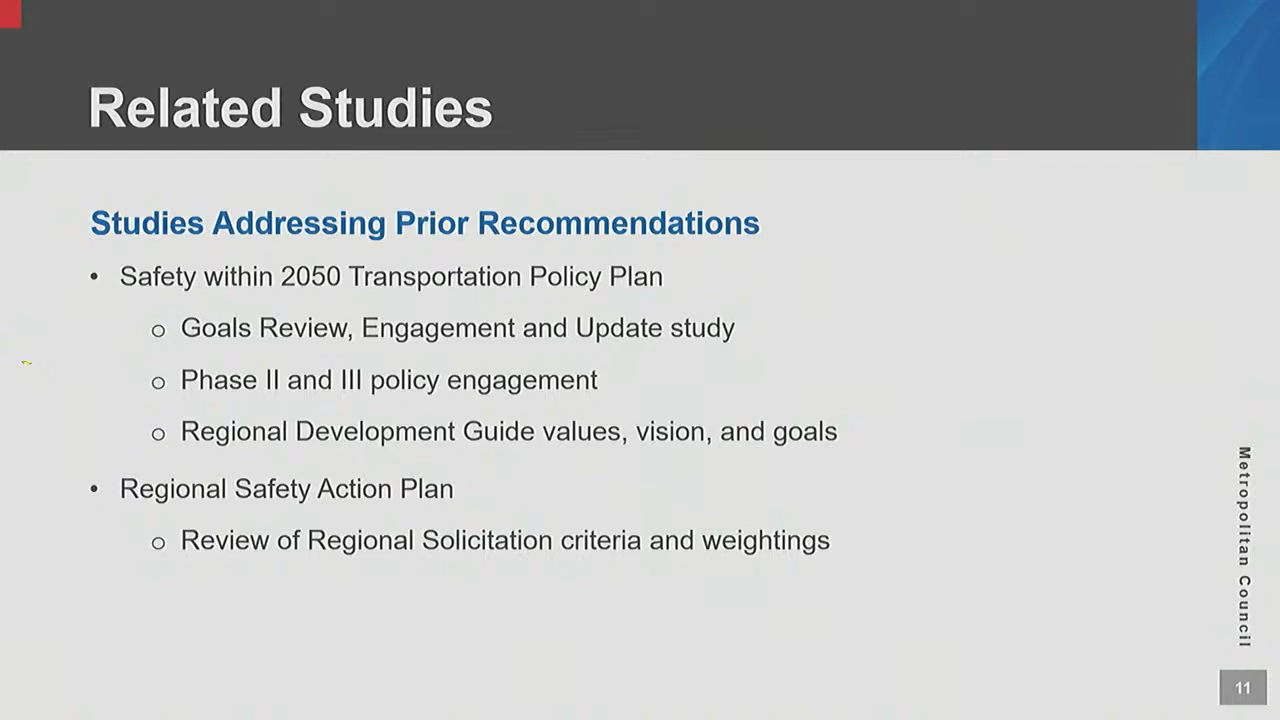 Related Studies
Studies Addressing Prior Recommendations
• Safety within 2050 Transportation Policy Plan
o Goals Review, Engagement and Update study
o Phase II and III policy engagement
o Regional Development Guide values, vision, and goals
• Regional Safety Action Plan
o Review of Regional Solicitation criteria and weightings
Metropolitan Council
11